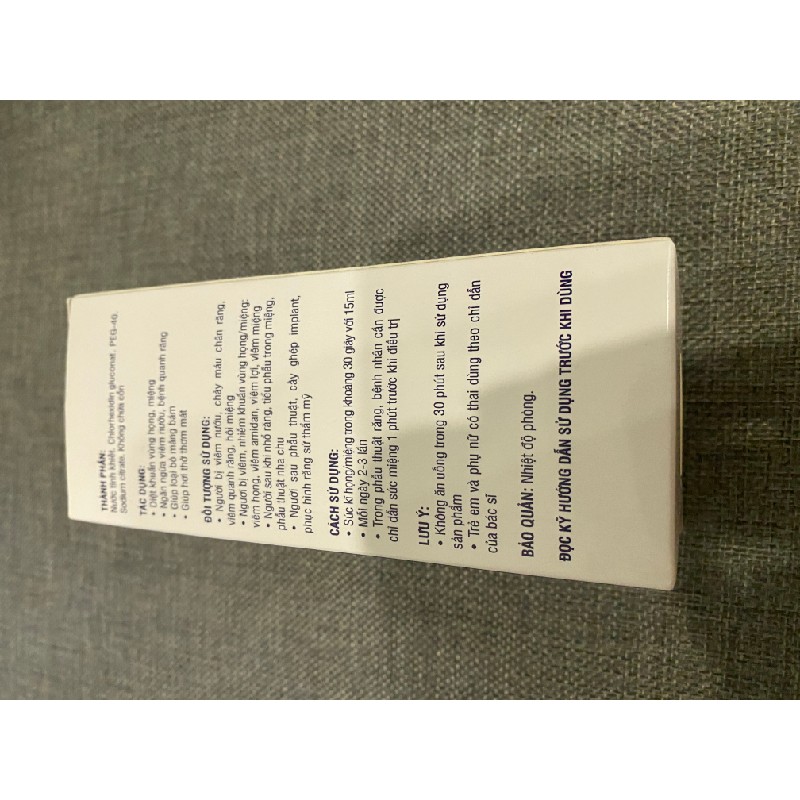 THÀNH PHẦN:
Nước tinh khiết, Chlorhexidin gluconat, PEG-40,
Sodium citrate, Không chứa cồn
TÁC DỤNG:
• Diệt khuẩn vùng họng, miệng
• Ngăn ngừa viêm nướu, bệnh quanh răng
• Giúp loại bỏ mảng bám
• Giúp hơi thở thơm mát
ĐỐI TƯỢNG SỬ DỤNG:
• Người bị viêm nướu, chảy máu chân răng,
viêm quanh răng, hôi miệng
• Người bị viêm, nhiễm khuẩn vùng họng/miệng:
viêm họng, viêm amidan, viêm lợi, viêm miệng
• Người sau khi nhổ răng, tiểu phẫu trong miệng,
phẫu thuật nha chu
• Người sau phẫu thuật, cấy ghép implant,
phục hình răng sứ thẩm mỹ
CÁCH SỬ DỤNG:
• Súc kĩ họng/miệng trong khoảng 30 giây với 15ml
• Mỗi ngày 2-3 lần
• Trong phẫu thuật răng, bệnh nhân cần được
chỉ dẫn súc miệng 1 phút trước khi điều trị
LƯU Ý:
• Không ăn uống trong 30 phút sau khi sử dụng
sản phẩm
• Trẻ em và phụ nữ có thai dùng theo chỉ dẫn
của bác sĩ
BẢO QUẢN: Nhiệt độ phòng.
ĐỌC KỸ HƯỚNG DẪN SỬ DỤNG TRƯỚC KHI DÙNG